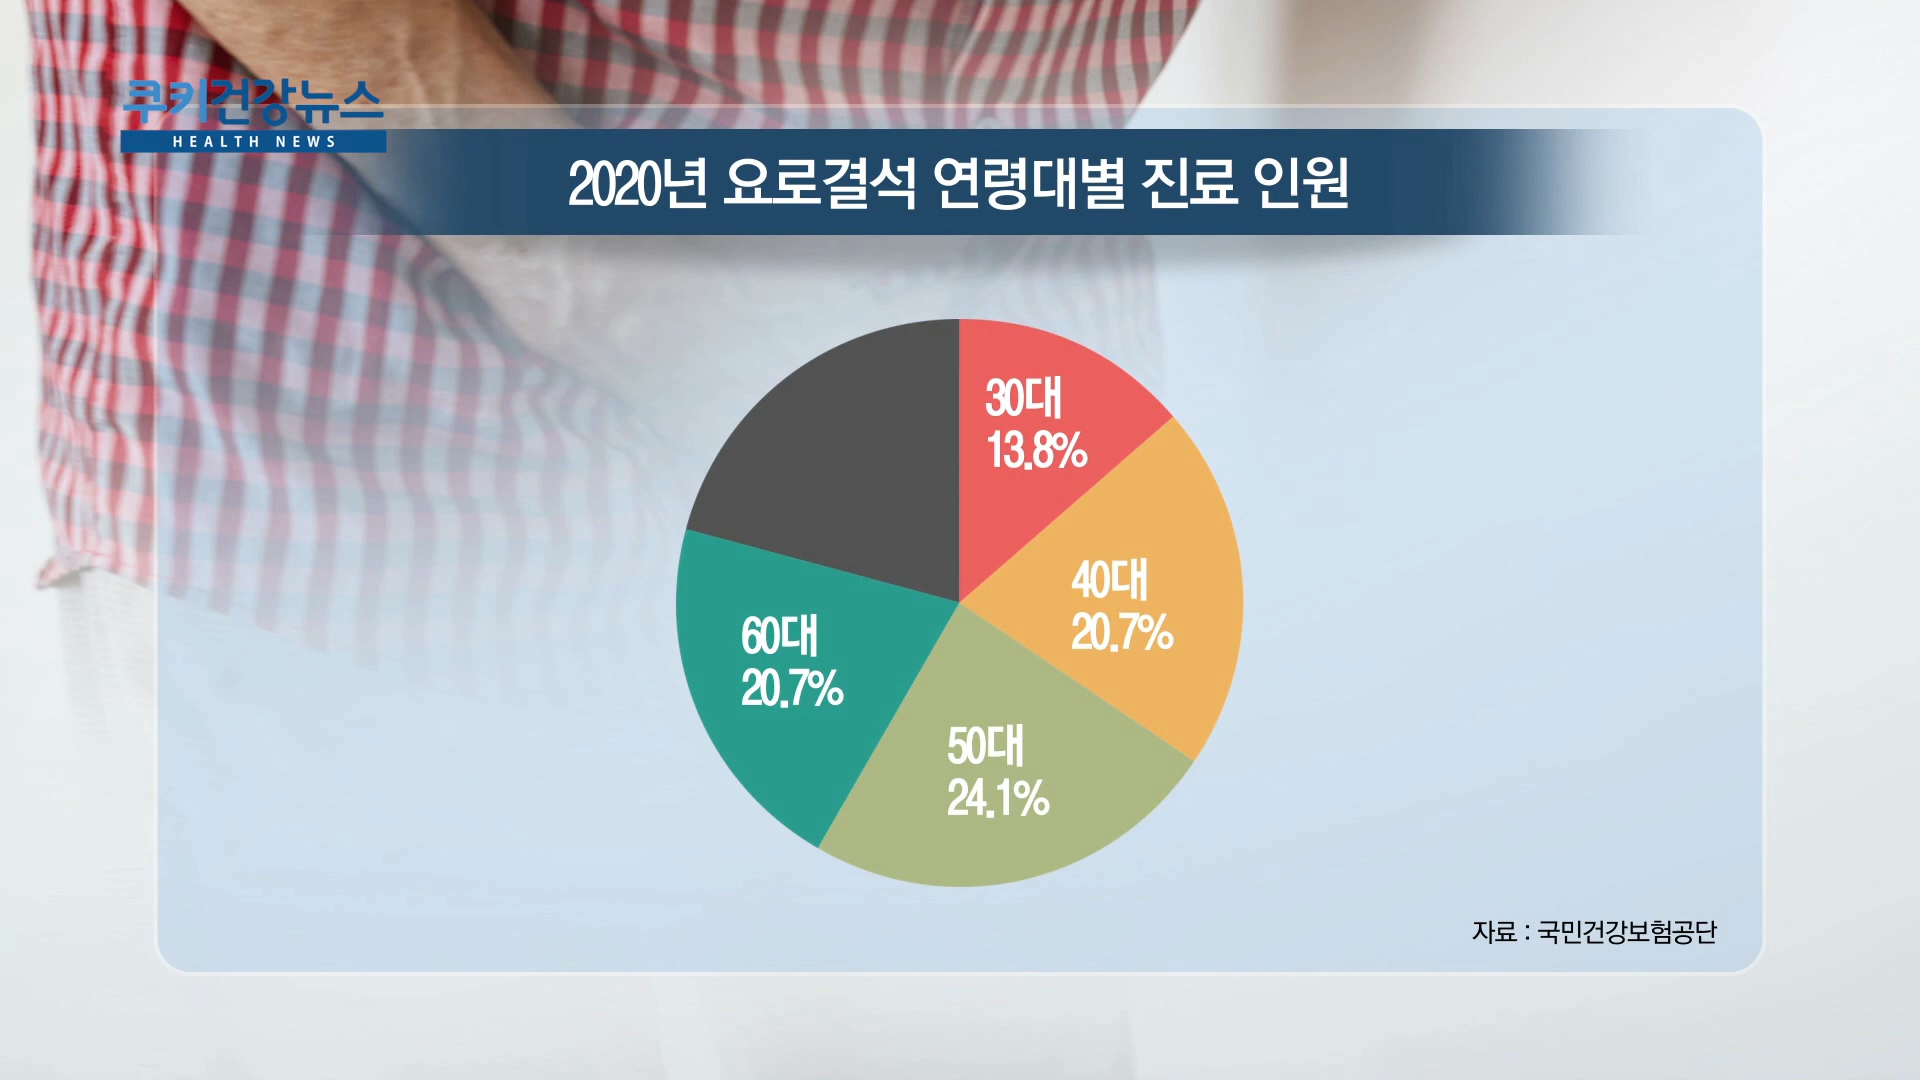 쿠키건강뉴스
HEALTH NEWS
2020년 요로결석 연령대별 진료 인원
30대
13.8%
40대
20.7%
60대
20.7%
50대
24.1%
자료 : 국민건강보험공단